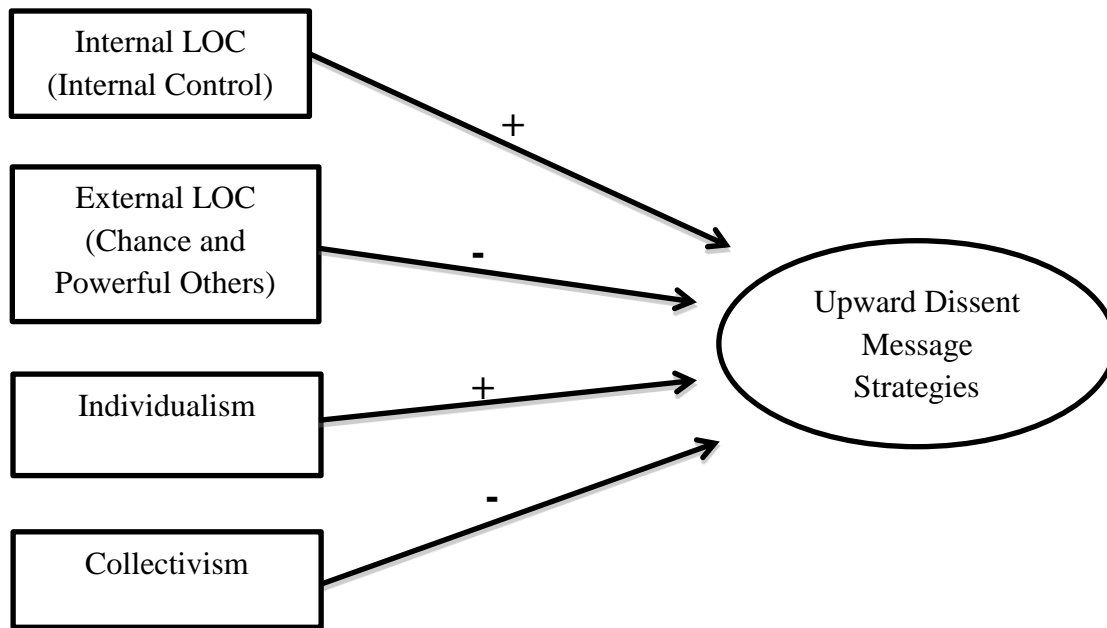 Internal LOC
(Internal Control)
+
External LOC
(Chance and
Powerful Others)
-
Individualism
+
Collectivism
-
Upward Dissent
Message
Strategies